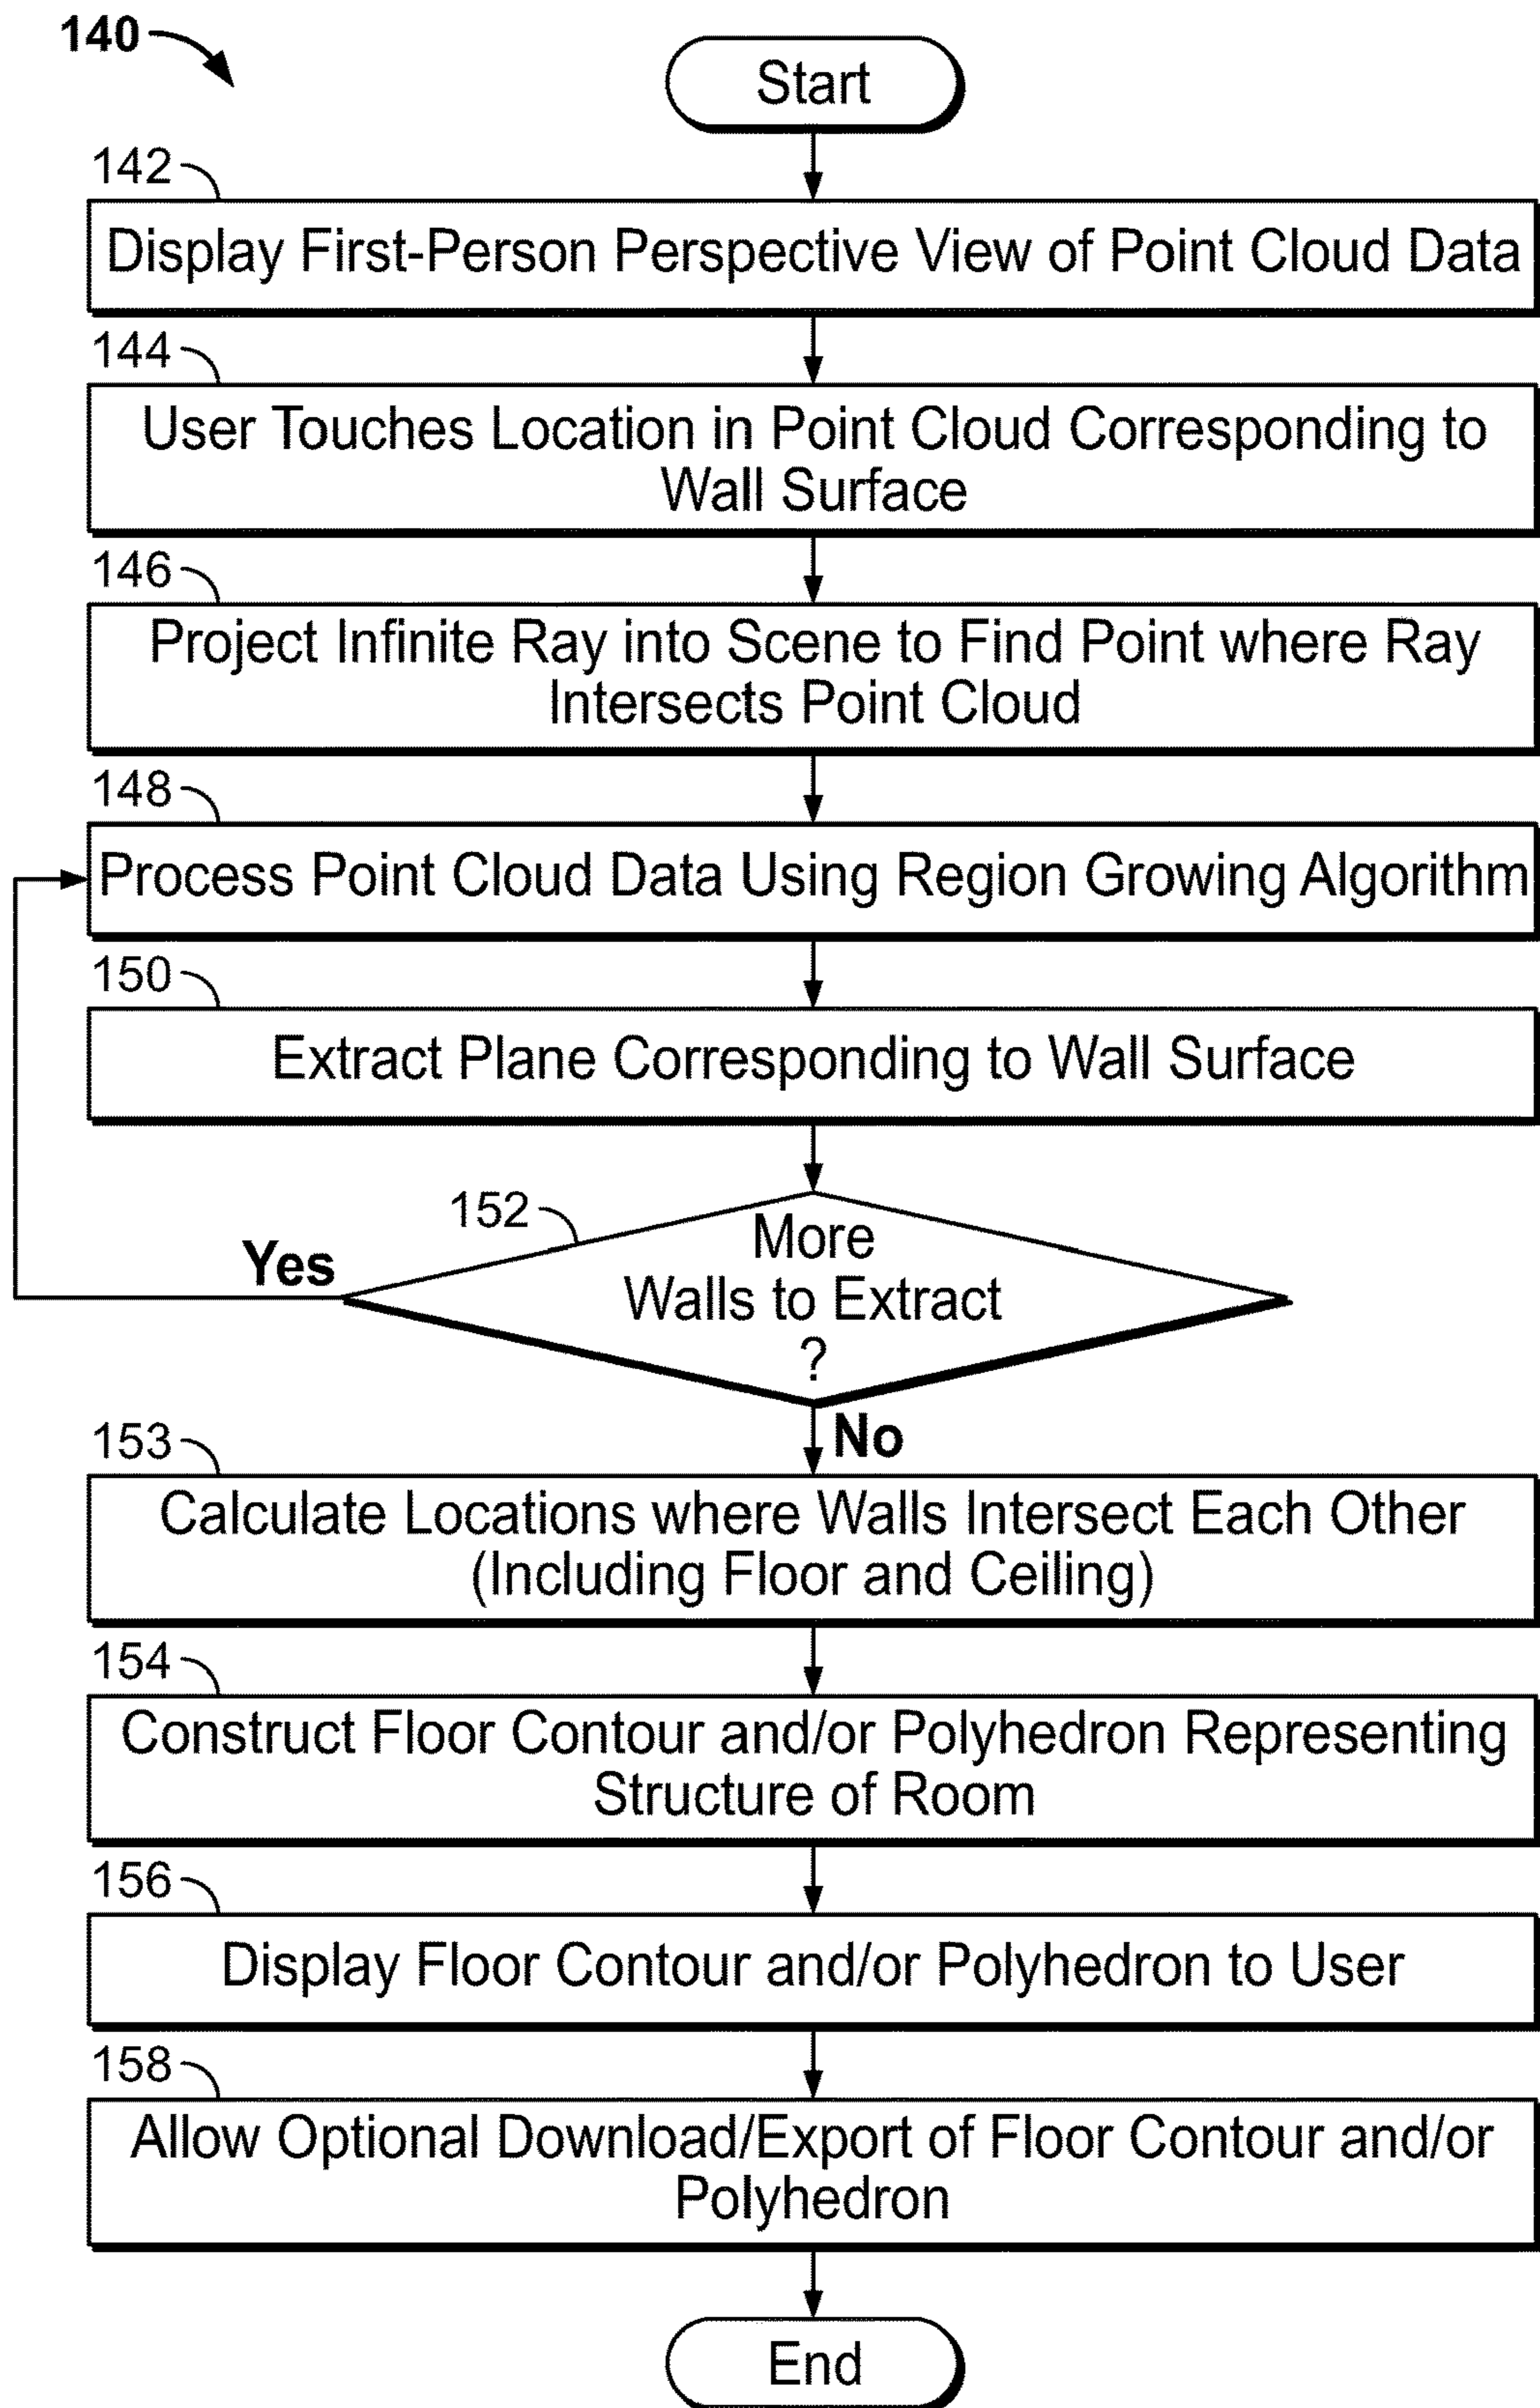 140
Start
142
Display First-Person Perspective View of Point Cloud Data
144
User Touches Location in Point Cloud Corresponding to
Wall Surface
146
Project Infinite Ray into Scene to Find Point where Ray
Intersects Point Cloud
148
Process Point Cloud Data Using Region Growing Algorithm
150
Extract Plane Corresponding to Wall Surface
152
More
Walls to Extract
?
Yes
No
153
Calculate Locations where Walls Intersect Each Other
(Including Floor and Ceiling)
154
Construct Floor Contour and/or Polyhedron Representing
Structure of Room
156
Display Floor Contour and/or Polyhedron to User
158
Allow Optional Download/Export of Floor Contour and/or
Polyhedron
End